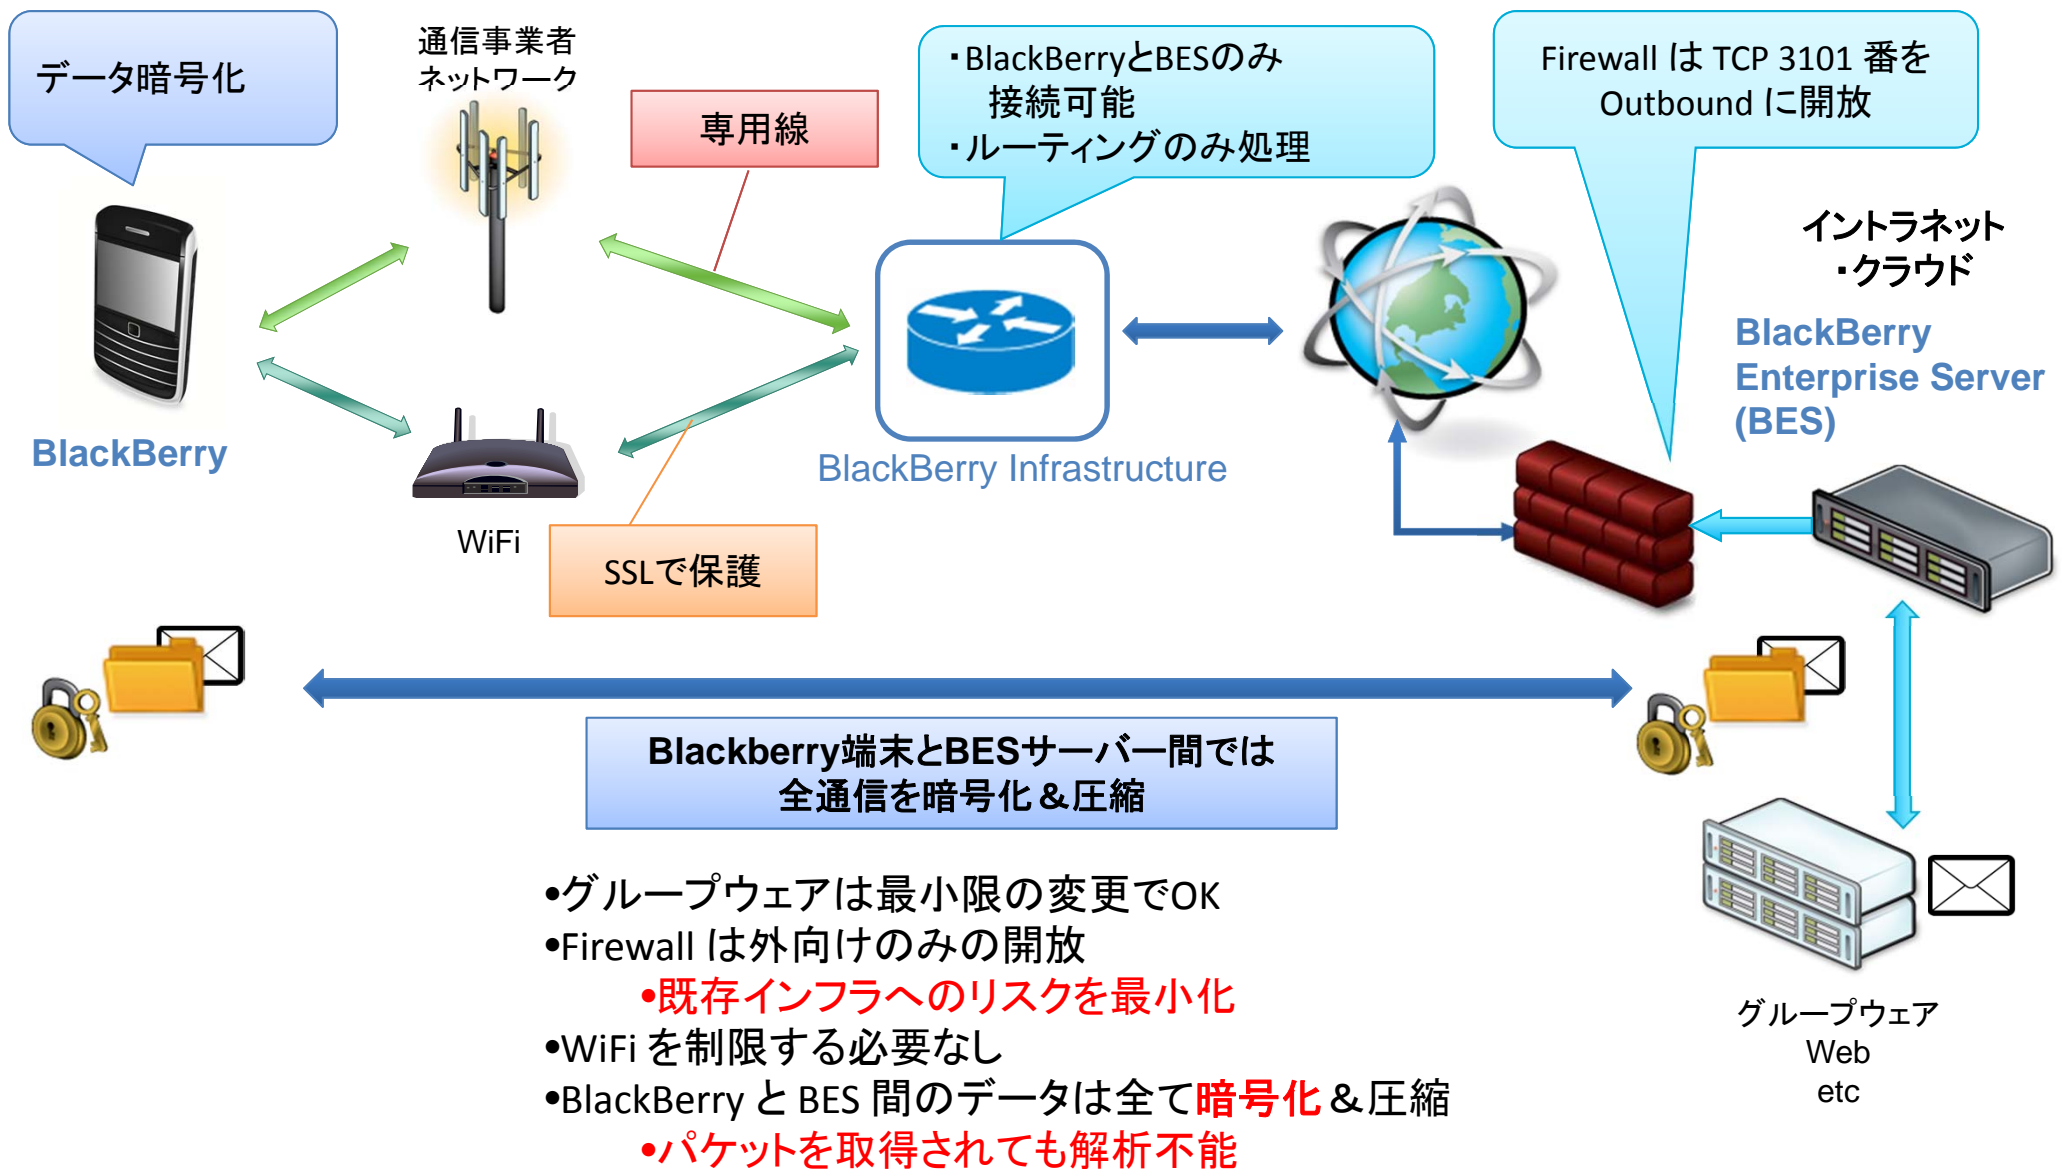 データ暗号化
通信事業者
ネットワーク
専用線
・BlackBerryとBESのみ
接続可能
・ルーティングのみ処理
Firewall は TCP 3101 番を
Outbound に開放
イントラネット
・クラウド
BlackBerry
Enterprise Server
(BES)
BlackBerry
WiFi
SSLで保護
BlackBerry Infrastructure
Blackberry端末とBESサーバー間では
全通信を暗号化＆圧縮
•グループウェアは最小限の変更でOK
•Firewall は外向けのみの開放
•既存インフラへのリスクを最小化
•WiFi を制限する必要なし
•BlackBerry と BES 間のデータは全て暗号化＆圧縮
•パケットを取得されても解析不能
グループウェア
Web
etc